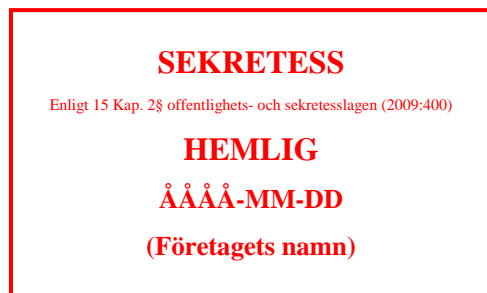 SEKRETESS
Enligt 15 Kap. 2§ offentlighets- och sekretesslagen (2009:400)
HEMLIG
ÅÅÅÅ-MM-DD
(Företagets namn)